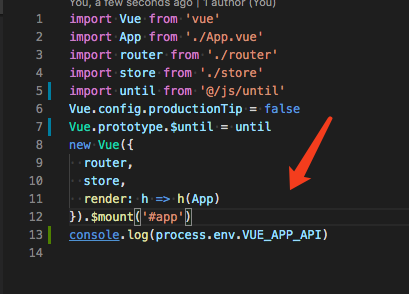 You, a few seconds ago | 1 author (You)
1 import Vue from 'vue'
2 import App from './App.vue'
3 import router from './router'
4 import store from './store'
5 import until from '@/js/until'
6 Vue.config.productionTip = false
7 Vue.prototype.$until = until
8 new Vue({
9   router,
10   store,
11   render: h => h(App)
12 }).$mount('#app')
13 console.log(process.env.VUE_APP_API)
14